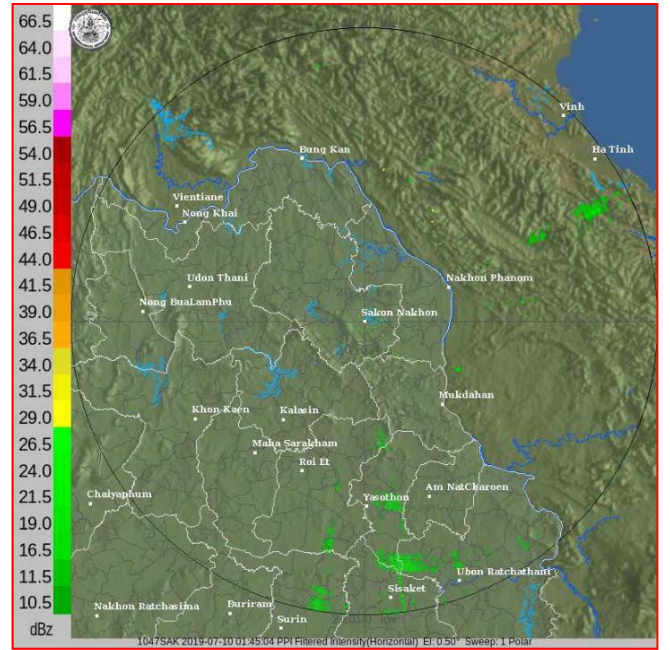 66.5
64.0
61.5
59.0
56.5
54.0
51.5
49.0
46.5
44.0
41.5
39.0
36.5
34.0
31.5
29.0
26.5
24.0
21.5
19.0
16.5
11.5
10.5
dBz
Vinh
Ha Tinh
Bung Kan
Vientiane
Nong Khai
Udon Thani
Nakhon Phanom
Nong BuaLamPhu
Sakon Nakhon
Mukdahan
Khon Kaen
Kalasin
Maha Sarakham
Roi Et
Am NatCharoen
Chaiyaphum
Yasothon
Ubon Ratchathani
Sisaket
Nakhon Ratchasima
Buriram
Surin
1047SAK 2019-07-10 01:45:04 PPI Filtered Intensity(Horizontal) El: 0.50° Sweep: 1 Polar